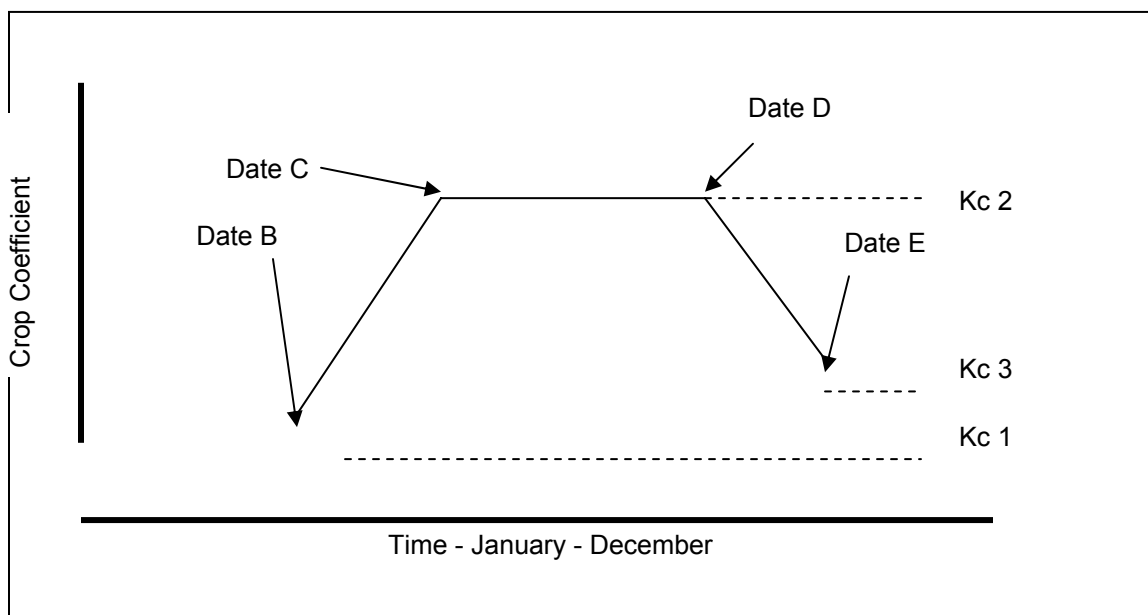 Date D
Date C
Kc 2
Date B
Date E
Crop Coefficient
Kc 3
Kc 1
Time - January - December